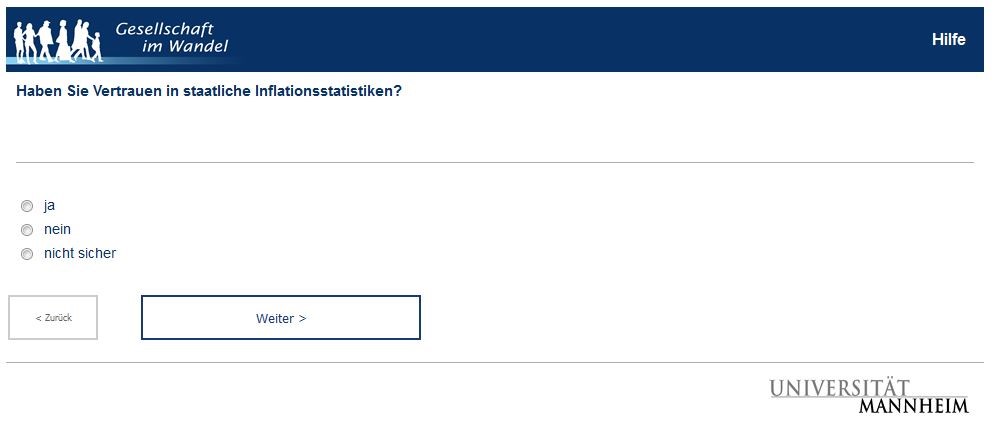 Gesellschaft
im Wandel
Hilfe
Haben Sie Vertrauen in staatliche Inflationsstatistiken?
ja
nein
nicht sicher
< Zurück
Weiter >
UNIVERSITÄT
MANNHEIM